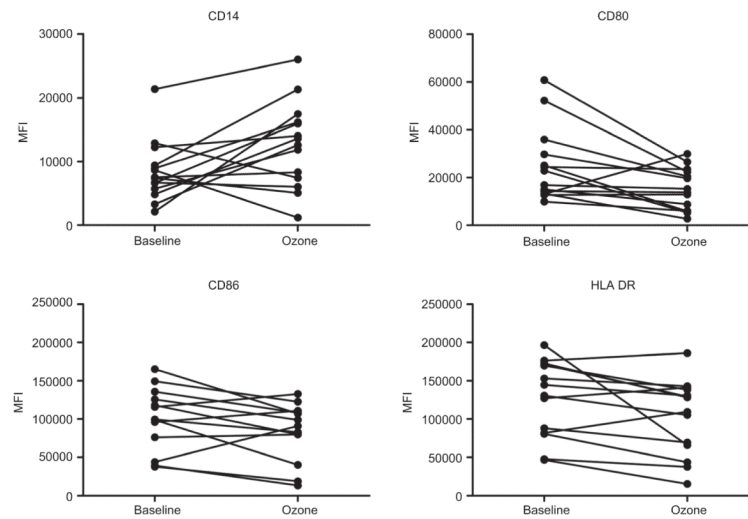 CD14
30000
20000
10000
0
MFI
Baseline Ozone
CD80
80000
60000
40000
20000
0
MFI
Baseline Ozone
CD86
250000
200000
150000
100000
50000
0
MFI
Baseline Ozone
HLA DR
250000
200000
150000
100000
50000
0
MFI
Baseline Ozone